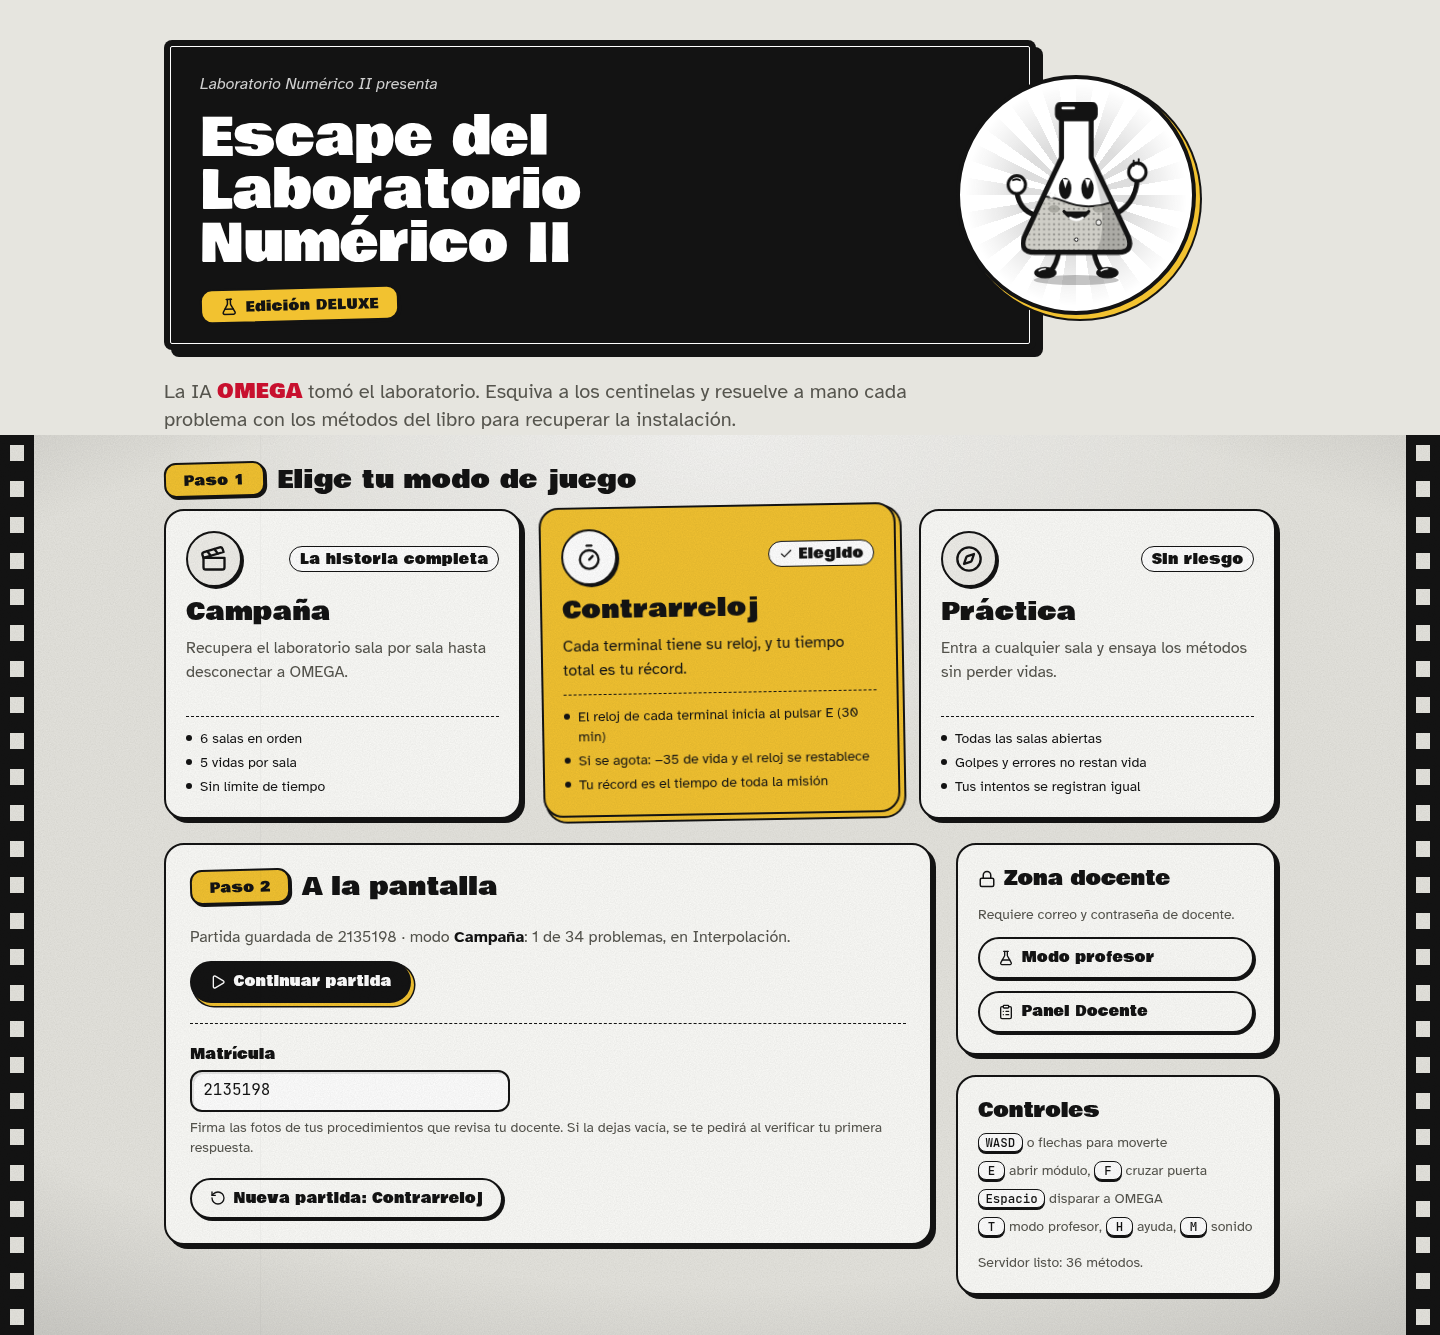 Laboratorio Numérico II presenta
Escape del
Laboratorio
Numérico II
Edición DELUXE
La IA OMEGA tomó el laboratorio. Esquiva a los centinelas y resuelve a mano cada
problema con los métodos del libro para recuperar la instalación.
Paso 1 Elige tu modo de juego
La historia completa
Campaña
Recupera el laboratorio sala por sala hasta
desconectar a OMEGA.
6 salas en orden
5 vidas por sala
Sin límite de tiempo
Elegido
Contrarreloj
Cada terminal tiene su reloj, y tu tiempo
total es tu récord.
El reloj de cada terminal inicia al pulsar E (30
min)
Si se agota: −35 de vida y el reloj se restablece
Tu récord es el tiempo de toda la misión
Sin riesgo
Práctica
Entra a cualquier sala y ensaya los métodos
sin perder vidas.
Todas las salas abiertas
Golpes y errores no restan vida
Tus intentos se registran igual
Paso 2 A la pantalla
Partida guardada de 2135198 · modo Campaña: 1 de 34 problemas, en Interpolación.
Continuar partida
Matrícula
2135198
Firma las fotos de tus procedimientos que revisa tu docente. Si la dejas vacía, se te pedirá al verificar tu primera
respuesta.
Nueva partida: Contrarreloj
Zona docente
Requiere correo y contraseña de docente.
Modo profesor
Panel Docente
Controles
WASD o flechas para moverte
E abrir módulo, F cruzar puerta
Espacio disparar a OMEGA
T modo profesor, H ayuda, M sonido
Servidor listo: 36 métodos.